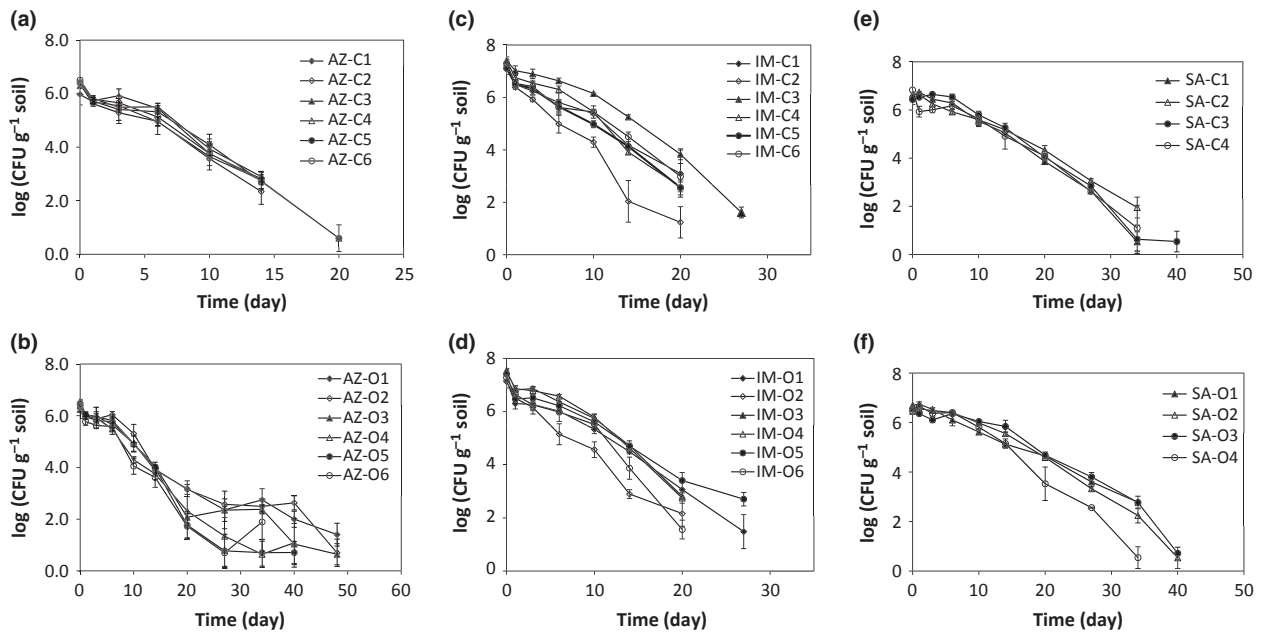 (a)
8.0
6.0
4.0
2.0
0.0
log (CFU g⁻¹ soil)
0 5 10 15 20 25
Time (day)
AZ-C1
AZ-C2
AZ-C3
AZ-C4
AZ-C5
AZ-C6
(c)
8
6
4
2
0
log (CFU g⁻¹ soil)
0 10 20 30
Time (day)
IM-C1
IM-C2
IM-C3
IM-C4
IM-C5
IM-C6
(e)
8
6
4
2
0
log (CFU g⁻¹ soil)
0 10 20 30 40 50
Time (day)
SA-C1
SA-C2
SA-C3
SA-C4
(b)
8.0
6.0
4.0
2.0
0.0
log (CFU g⁻¹ soil)
0 10 20 30 40 50 60
Time (day)
AZ-O1
AZ-O2
AZ-O3
AZ-O4
AZ-O5
AZ-O6
(d)
8
6
4
2
0
log (CFU g⁻¹ soil)
0 10 20 30
Time (day)
IM-O1
IM-O2
IM-O3
IM-O4
IM-O5
IM-O6
(f)
8
6
4
2
0
log (CFU g⁻¹ soil)
0 10 20 30 40 50
Time (day)
SA-O1
SA-O2
SA-O3
SA-O4